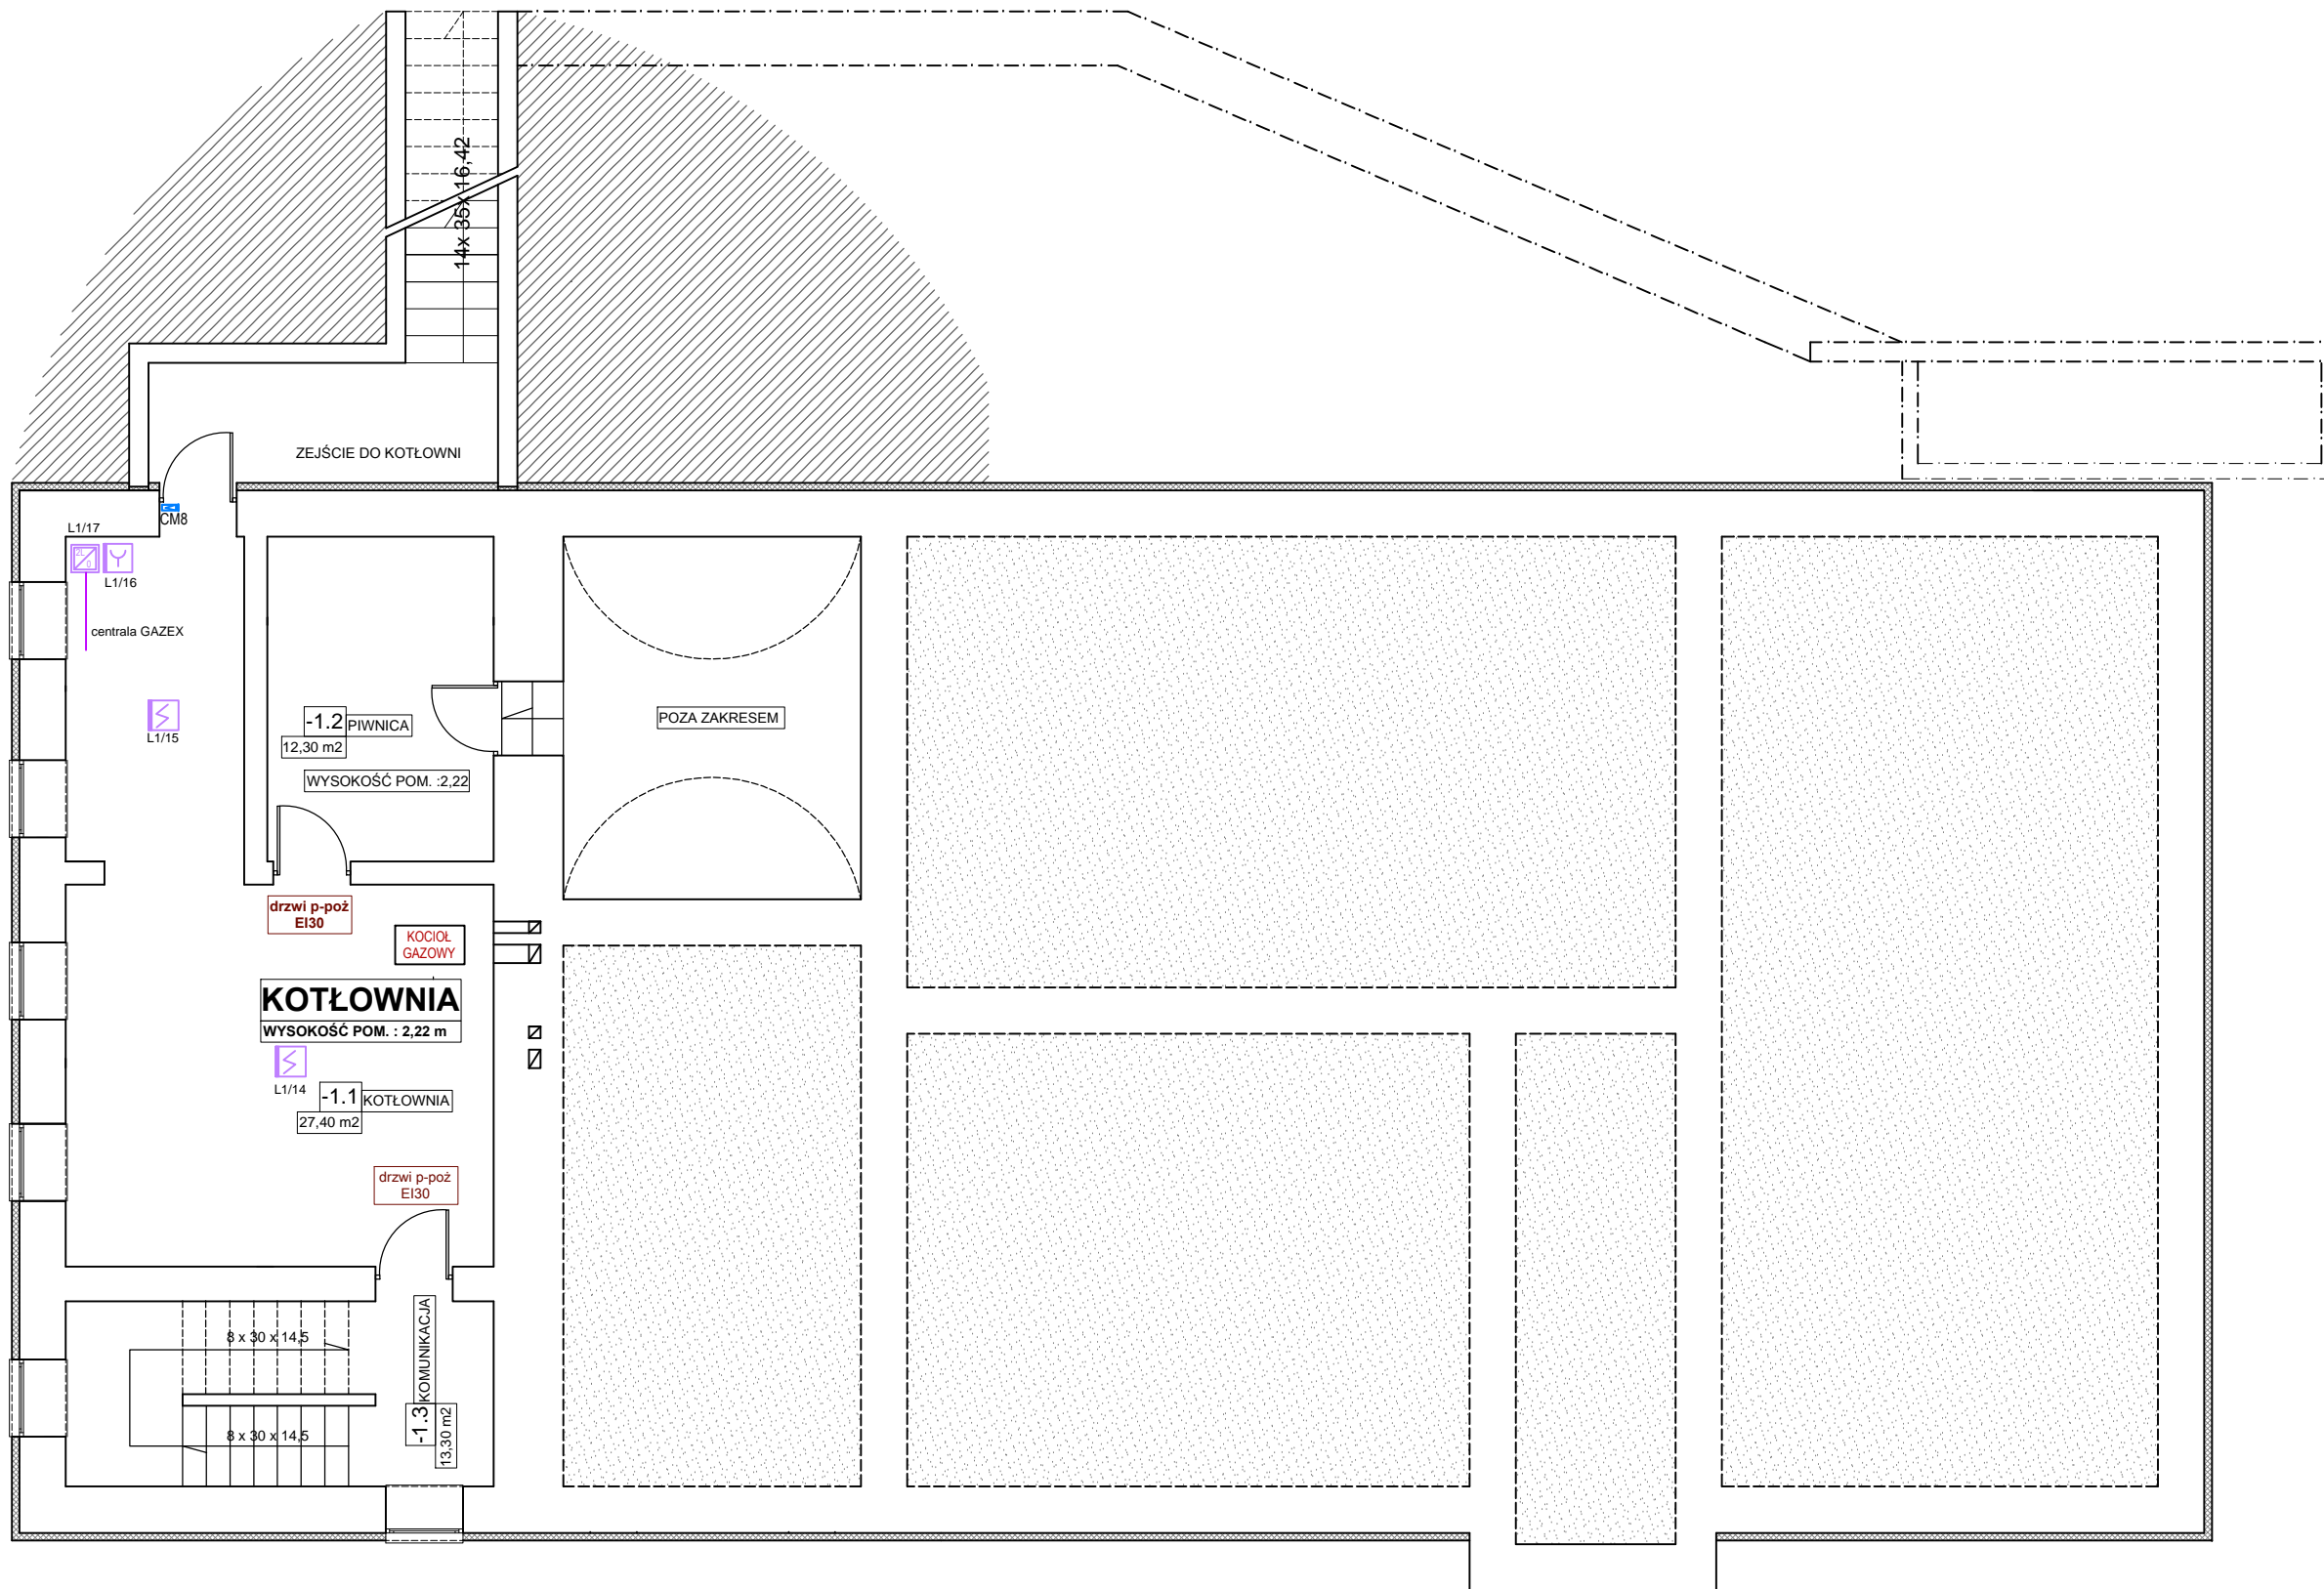 14x 35x 16,42
ZEJŚCIE DO KOTŁOWNI
CM8
L1/17
2L
0
L1/16
centrala GAZEX
L1/15
-1.2 PIWNICA
12,30 m2
WYSOKOŚĆ POM. :2,22
POZA ZAKRESEM
drzwi p-poż
EI30
KOCIOŁ
GAZOWY
KOTŁOWNIA
WYSOKOŚĆ POM. : 2,22 m
L1/14
-1.1 KOTŁOWNIA
27,40 m2
drzwi p-poż
EI30
8 x 30 x 14,5
8 x 30 x 14,5
-1.3 KOMUNIKACJA
13,30 m2